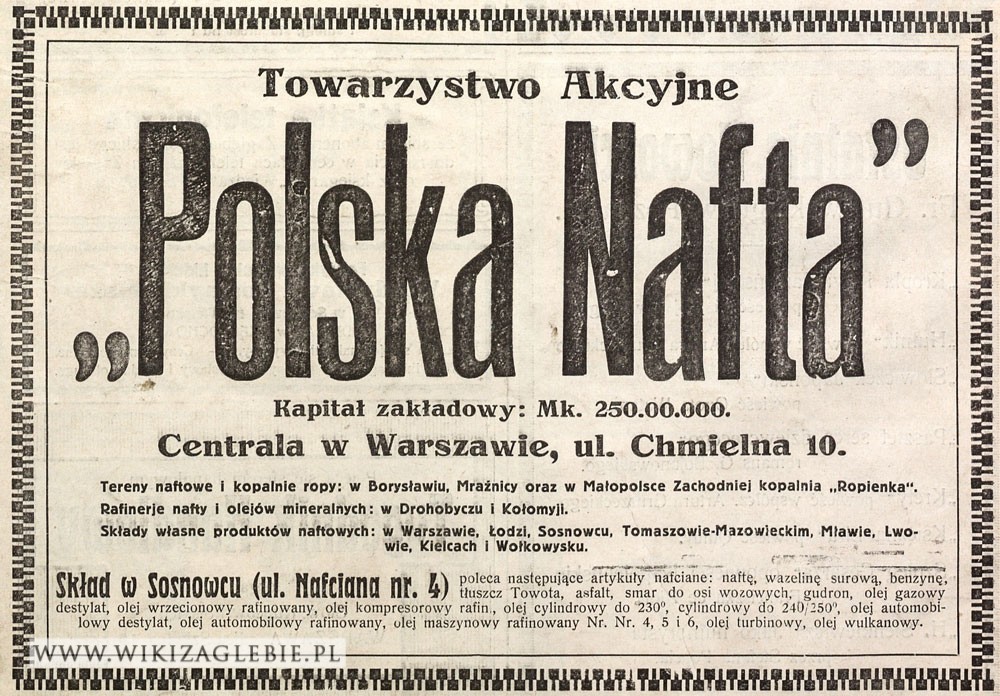 Towarzystwo Akcyjne
„Polska Nafta”
Kapitał zakładowy: Mk. 250.00.000.
Centrala w Warszawie, ul. Chmielna 10.
Tereny naftowe i kopalnie ropy: w Borysławiu, Mraźnicy oraz w Małopolsce Zachodniej kopalnia „Ropienka“.
Rafinerje nafty i olejów mineralnych: w Drohobyczu i Kołomyji.
Składy własne produktów naftowych: w Warszawie, Łodzi, Sosnowcu, Tomaszowie-Mazowieckim, Mławie, Lwo-
wie, Kielcach i Wołkowysku.
Skład w Sosnowcu (ul. Nafciana nr. 4) poleca następujące artykuły nafciane: naftę, wazelinę surową, benzynę,
tłuszcz Towota, asfalt, smar do osi wozowych, gudron, olej gazowy
destylat, olej wrzecionowy rafinowany, olej kompresorowy rafin., olej cylindrowy do 230°, cylindrowy do 240/250°, olej automobi-
lowy destylat, olej automobilowy rafinowany, olej maszynowy rafinowany Nr. Nr. 4, 5 i 6, olej turbinowy, olej wulkanowy.
WWW.WIKIZAGLEBIE.PL